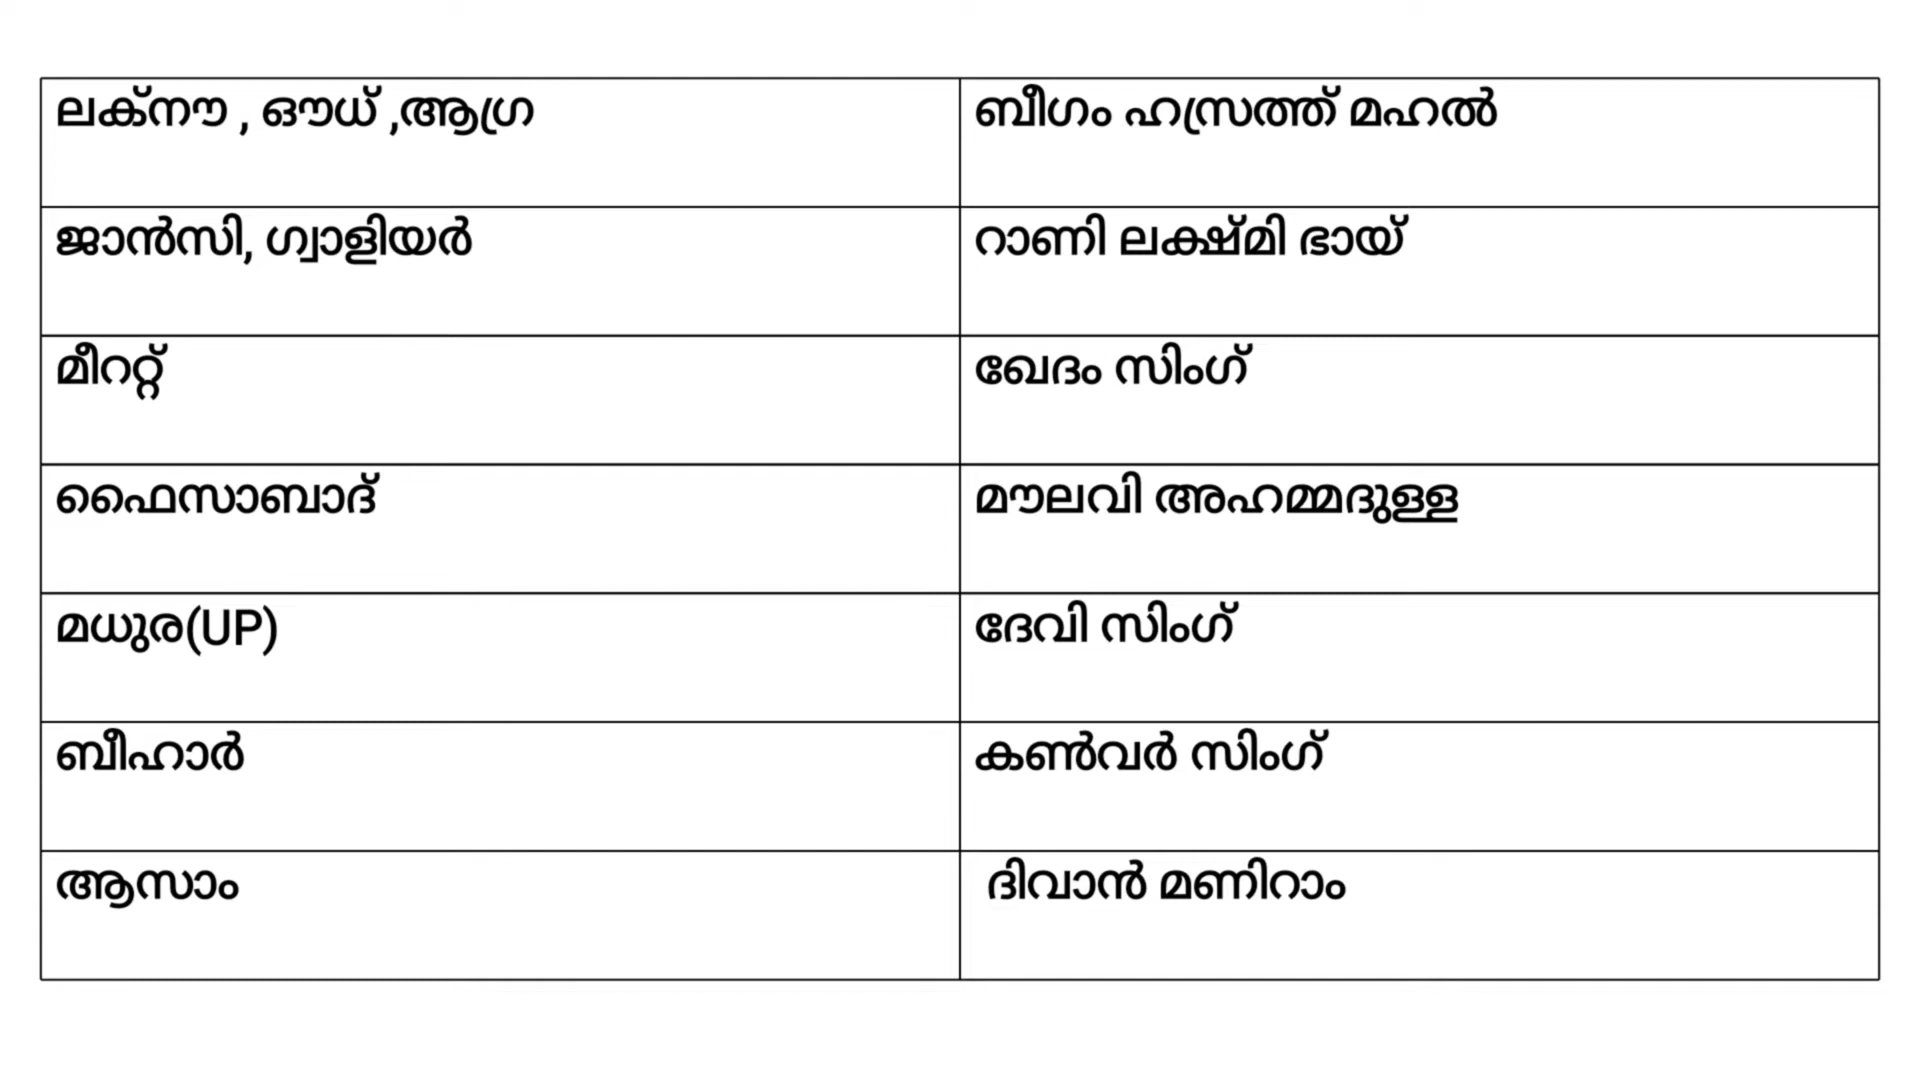 ലക്നൗ , ഔധ് ,ആഗ്ര
ബീഗം ഹസ്രത്ത് മഹൽ
ജാൻസി, ഗ്വാളിയർ
റാണി ലക്ഷ്മി ഭായ്
മീററ്റ്
ഖേദം സിംഗ്
ഫൈസാബാദ്
മൗലവി അഹമ്മദുള്ള
മധുര(UP)
ദേവി സിംഗ്
ബീഹാർ
കൺവർ സിംഗ്
ആസാം
ദിവാൻ മണിറാം